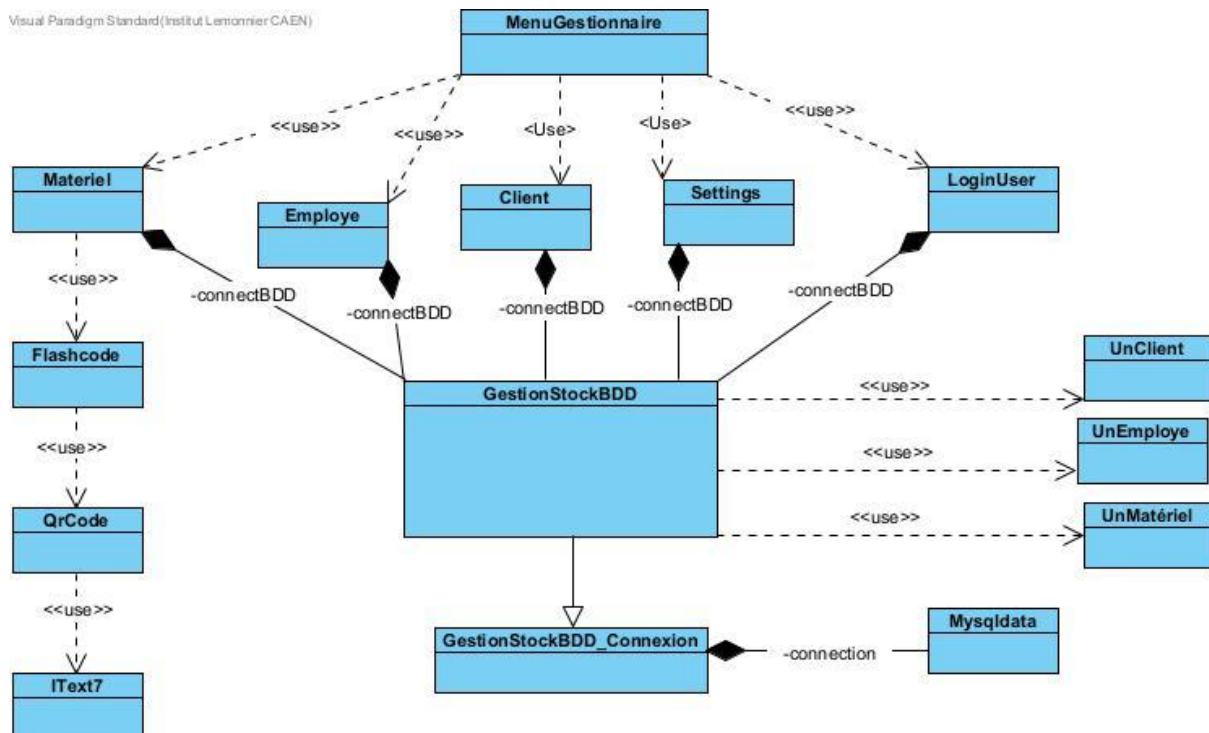 Visual Paradigm Standard(Institut Lemonnier CAEN)
MenuGestionnaire
<<use>>
<<use>>
<Use>
<Use>
<<use>>
Materiel
Employe
Client
Settings
LoginUser
<<use>>
-connectBDD
-connectBDD
-connectBDD
-connectBDD
-connectBDD
Flashcode
GestionStockBDD
<<use>>
UnClient
<<use>>
UnEmploye
<<use>>
UnMatériel
<<use>>
QrCode
<<use>>
IText7
GestionStockBDD_Connexion
-connection
Mysqldata